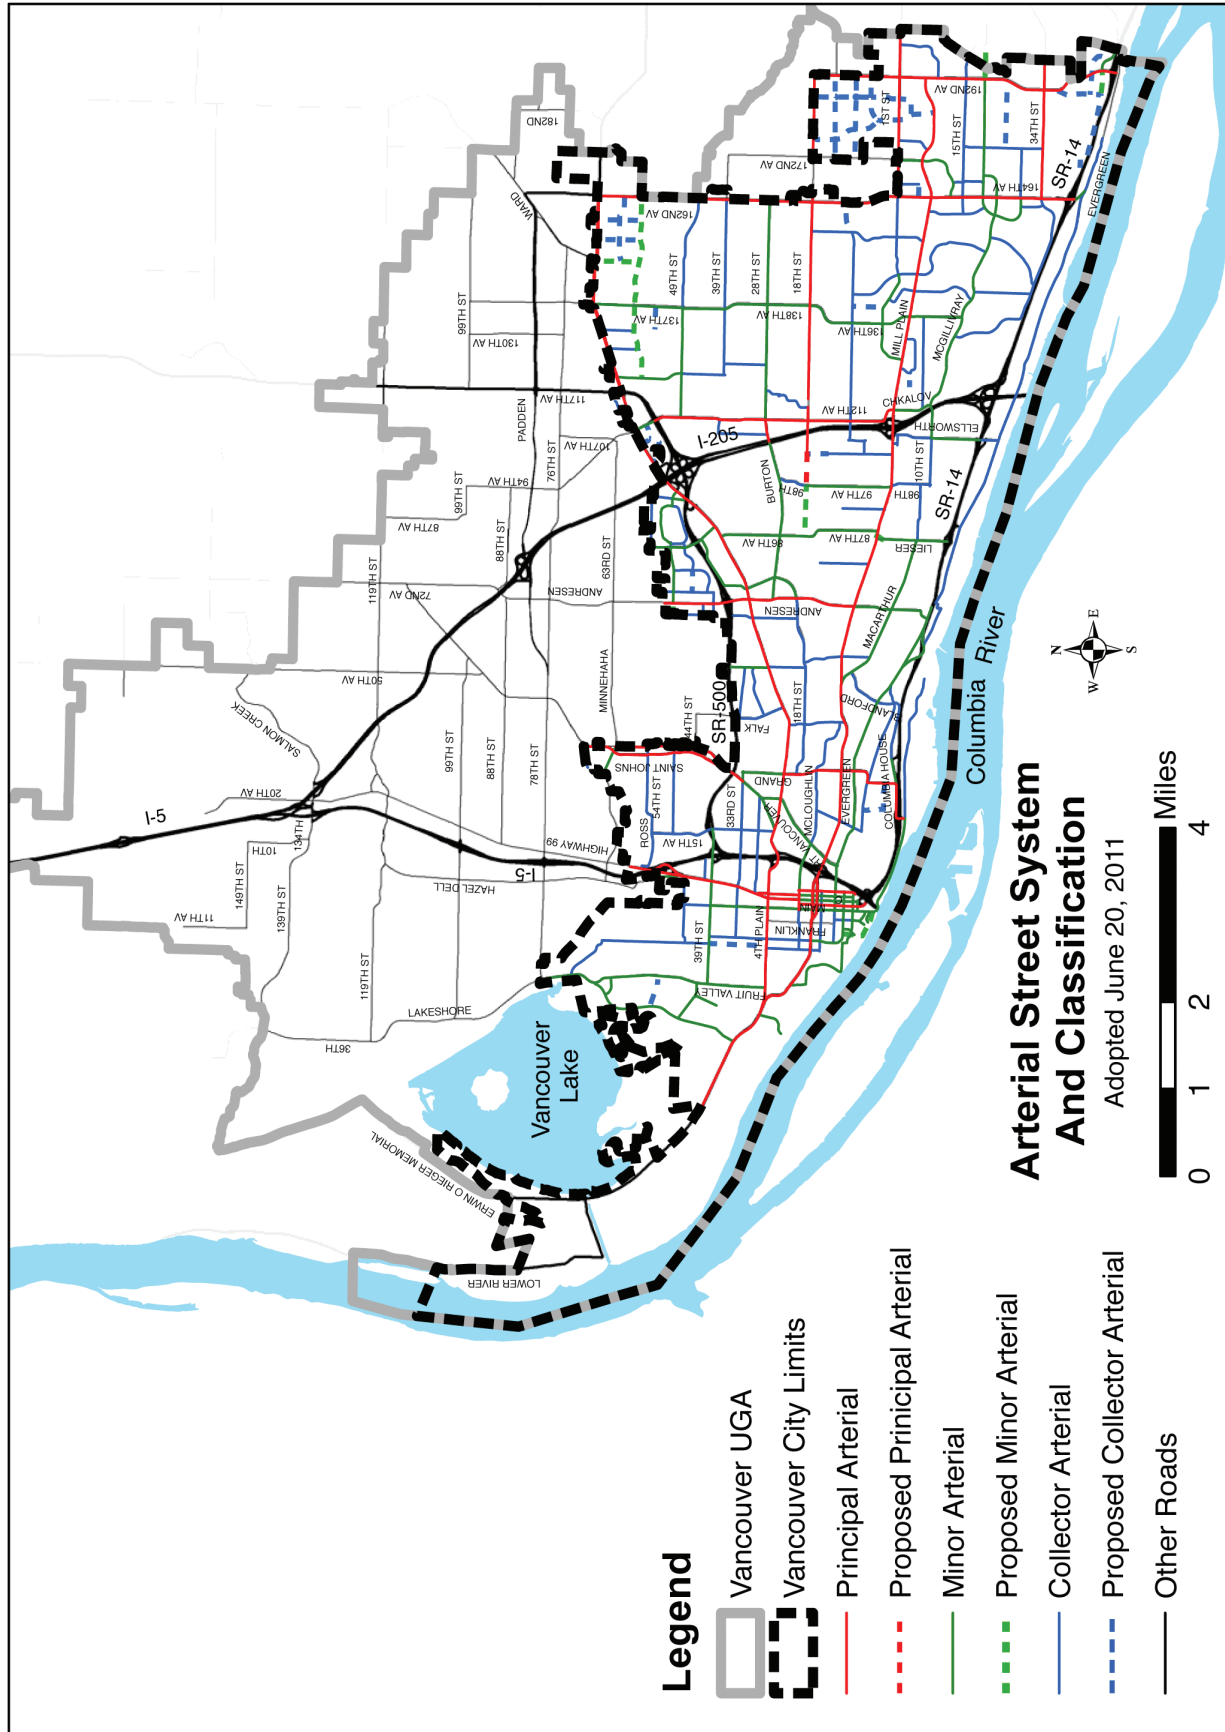 Arterial Street System
And Classification
Adopted June 20, 2011
0 1 2 4
Miles
N
W E
S
Legend
Vancouver UGA
Vancouver City Limits
Principal Arterial
Proposed Prinicipal Arterial
Minor Arterial
Proposed Minor Arterial
Collector Arterial
Proposed Collector Arterial
Other Roads
Columbia River
Vancouver
Lake
I-5
I-5
I-205
SR-500
SR-14
SR-14
11TH AV
149TH ST
10TH
139TH ST
134TH
20TH AV
SALMON CREEK
50TH AV
119TH ST
119TH ST
36TH
LAKESHORE
HAZEL DELL
HIGHWAY 99
99TH ST
88TH ST
78TH ST
72ND AV
87TH AV
99TH ST
94TH AV
88TH ST
PADDEN
76TH ST
107TH AV
117TH AV
130TH AV
99TH ST
WARD
182ND
63RD ST
MINNEHAHA
ANDRESEN
ANDRESEN
ERWIN O RIEGER MEMORIAL
LOWER RIVER
FRUIT VALLEY
39TH ST
4TH PLAIN
FRANKLIN
MAIN
ROSS
54TH ST
15TH AV
33RD ST
SAINT JOHNS
44TH ST
GRAND
FALK
18TH ST
MCLOUGHLIN
EVERGREEN
COLUMBIA HOUSE
MACARTHUR
LIESER
86TH AV
87TH AV
BURTON
98TH
97TH AV
98TH
10TH ST
ELLSWORTH
CHKALOV
112TH AV
MILL PLAIN
MCGILLIVRAY
136TH AV
138TH AV
137TH AV
49TH ST
39TH ST
28TH ST
18TH ST
162ND AV
172ND AV
1ST ST
15TH ST
192ND AV
34TH ST
164TH AV
EVERGREEN